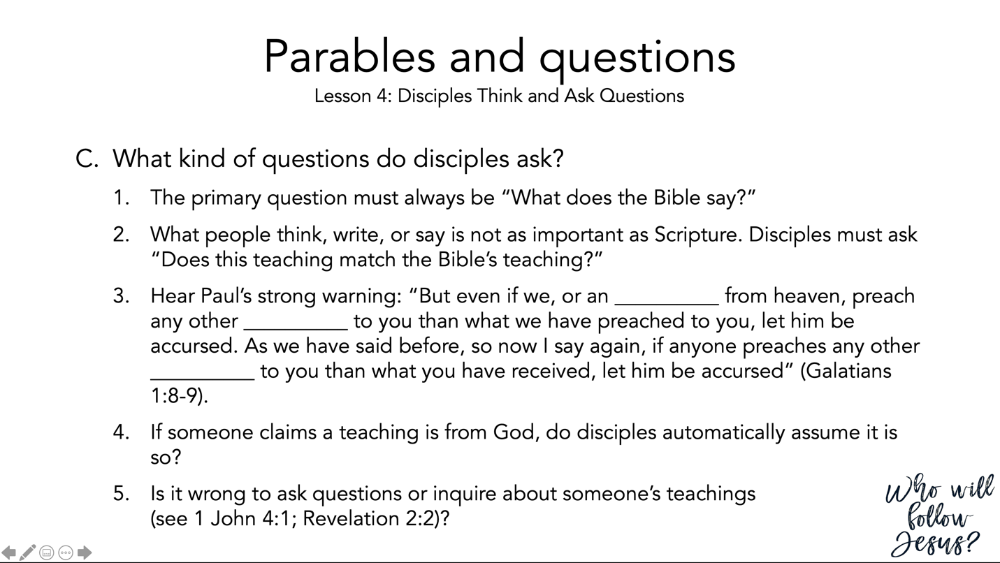 Parables and questions
Lesson 4: Disciples Think and Ask Questions
C. What kind of questions do disciples ask?
1. The primary question must always be “What does the Bible say?”
2. What people think, write, or say is not as important as Scripture. Disciples must ask
“Does this teaching match the Bible’s teaching?”
3. Hear Paul’s strong warning: “But even if we, or an __________ from heaven, preach
any other __________ to you than what we have preached to you, let him be
accursed. As we have said before, so now I say again, if anyone preaches any other
__________ to you than what you have received, let him be accursed” (Galatians
1:8-9).
4. If someone claims a teaching is from God, do disciples automatically assume it is
so?
5. Is it wrong to ask questions or inquire about someone’s teachings
(see 1 John 4:1; Revelation 2:2)?
Who will
follow
Jesus?